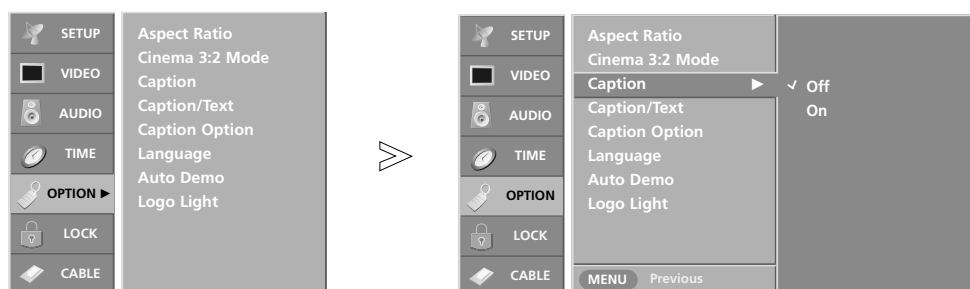 SETUP
VIDEO
AUDIO
TIME
OPTION
LOCK
CABLE
Aspect Ratio
Cinema 3:2 Mode
Caption
Caption/Text
Caption Option
Language
Auto Demo
Logo Light
SETUP
VIDEO
AUDIO
TIME
OPTION
LOCK
CABLE
Aspect Ratio
Cinema 3:2 Mode
Caption
Caption/Text
Caption Option
Language
Auto Demo
Logo Light
MENU Previous
Off
On